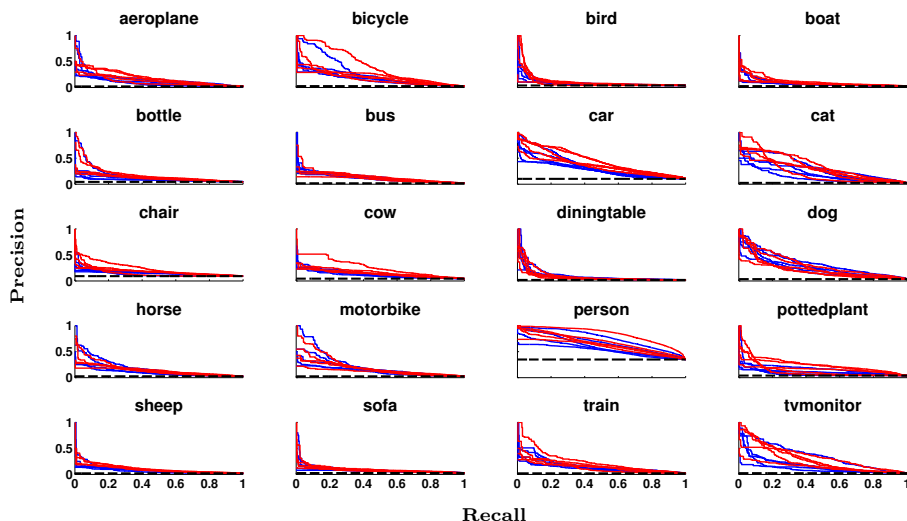 aeroplane bicycle bird boat
1
0.5
0
bottle bus car cat
1
0.5
0
chair cow diningtable dog
1
0.5
0
horse motorbike person pottedplant
1
0.5
0
sheep sofa train tvmonitor
1
0.5
0
0 0.2 0.4 0.6 0.8 1 0 0.2 0.4 0.6 0.8 1 0 0.2 0.4 0.6 0.8 1 0 0.2 0.4 0.6 0.8 1
Precision
Recall